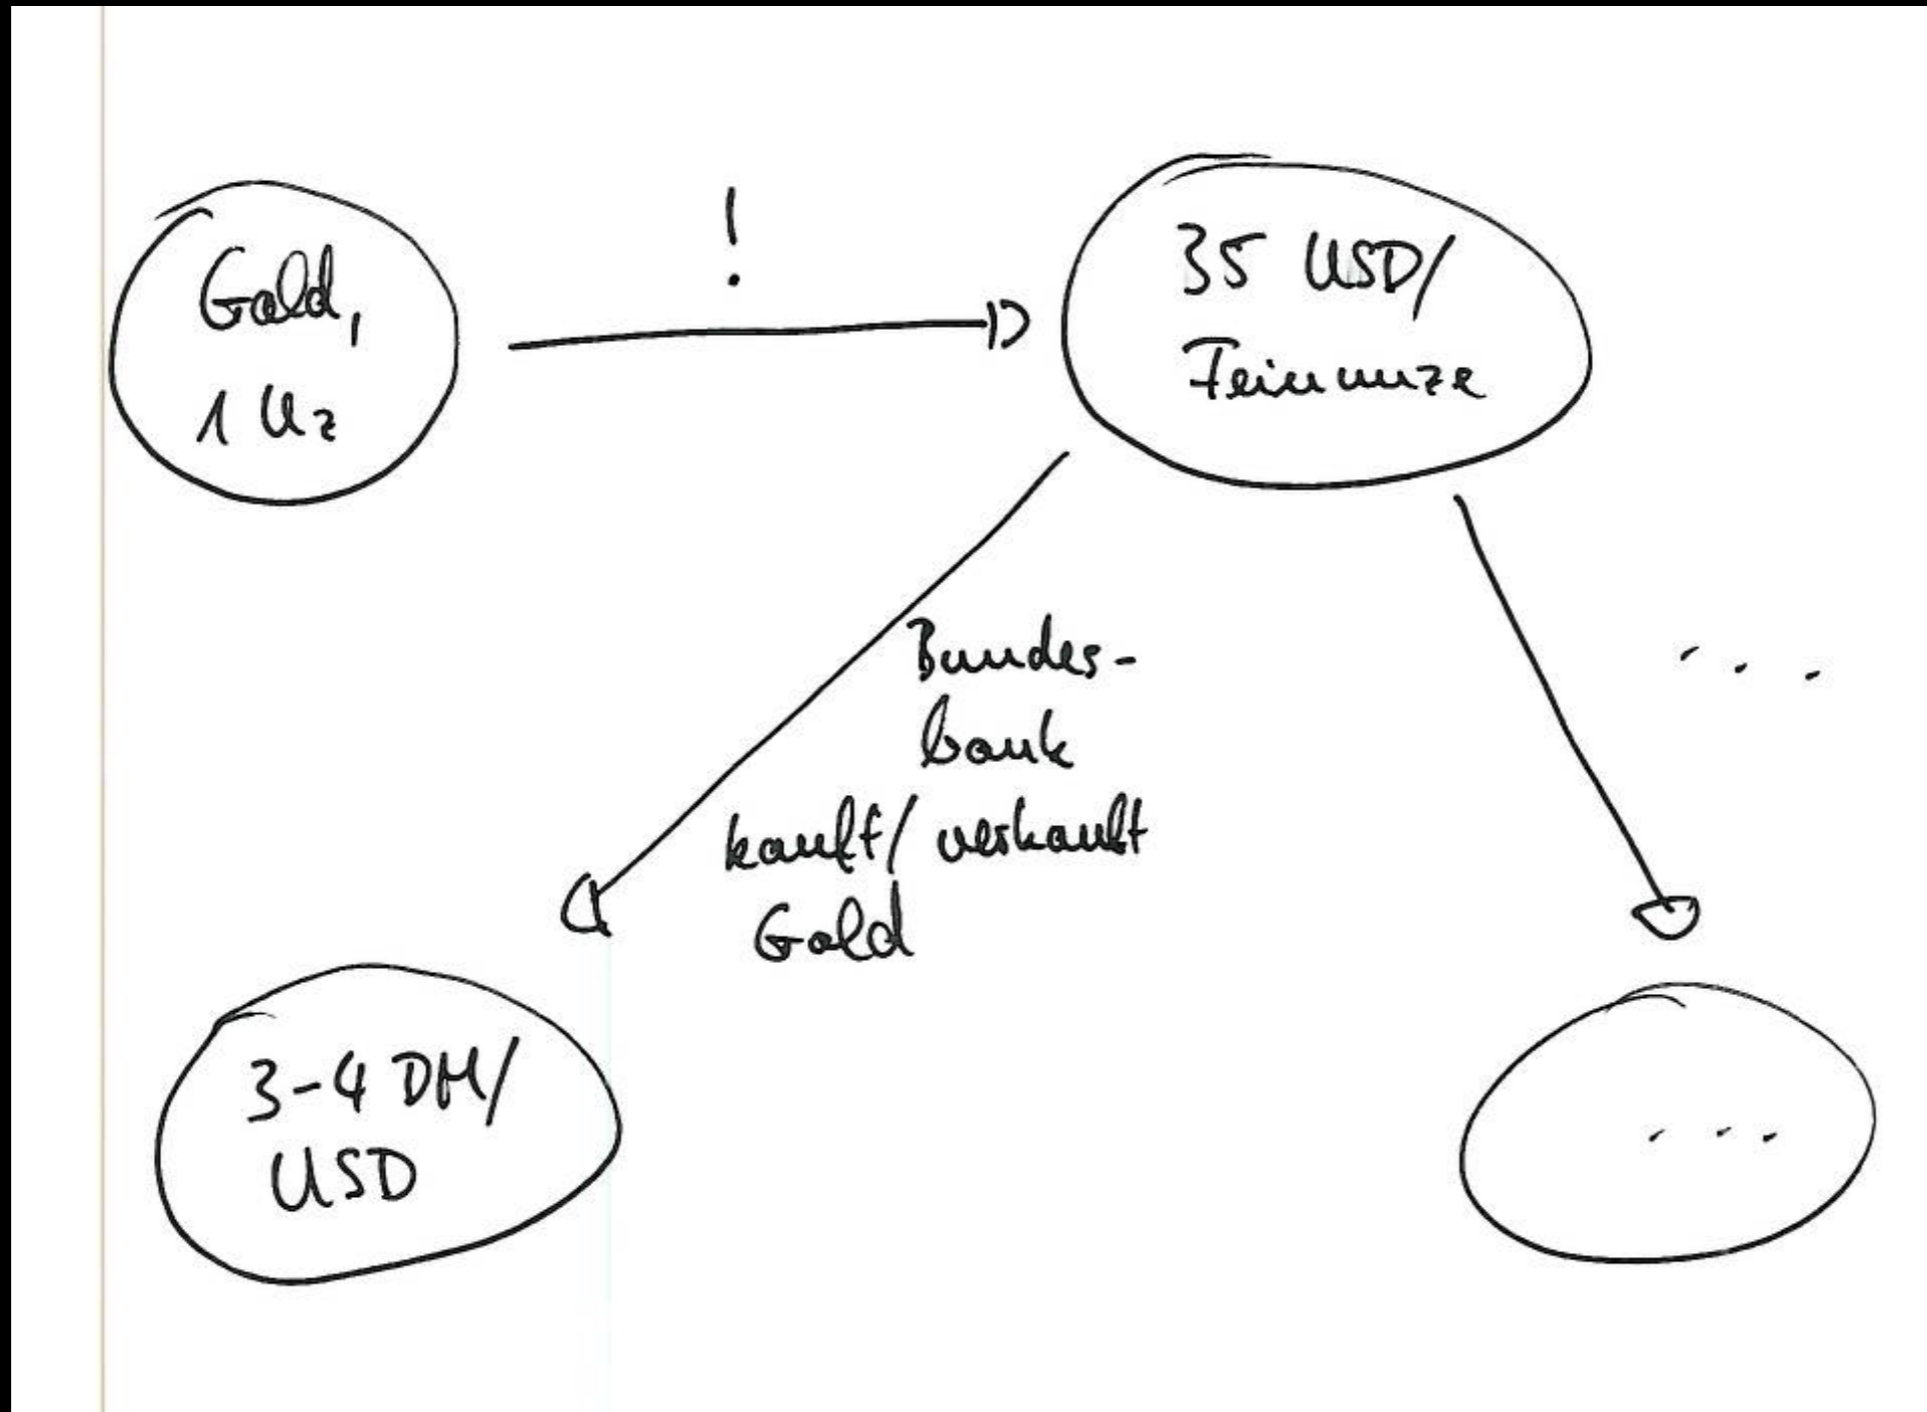 Gold,
1 Uz
!
35 USD/
Feinunze
Bundes-
bank
kauft/verkauft
Gold
...
3-4 DM/
USD
...